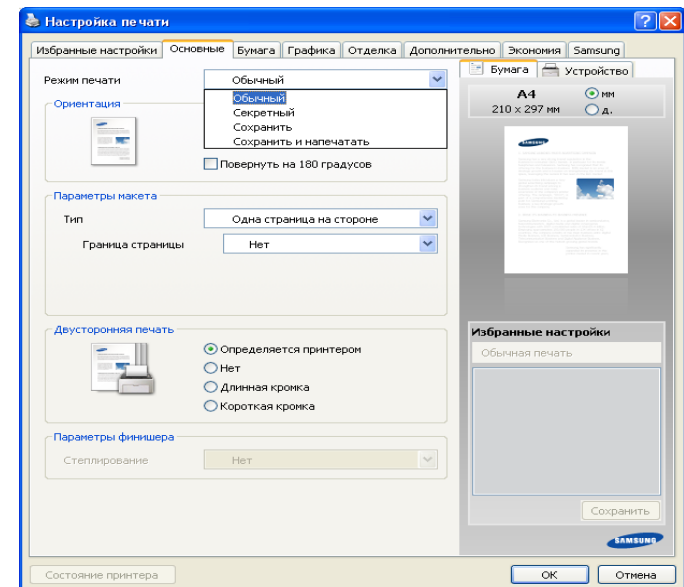 Настройка печати
Избранные настройки Основные Бумага Графика Отделка Дополнительно Экономия Samsung
Режим печати Обычный
Обычный
Секретный
Сохранить
Сохранить и напечатать
Ориентация
Повернуть на 180 градусов
Параметры макета
Тип Одна страница на стороне
Граница страницы Нет
Двусторонняя печать
Определяется принтером
Нет
Длинная кромка
Короткая кромка
Параметры финишера
Степлирование Нет
Бумага Устройство
A4 мм
210 x 297 мм д.
SAMSUNG
Избранные настройки
Обычная печать
Сохранить
SAMSUNG
Состояние принтера OK Отмена